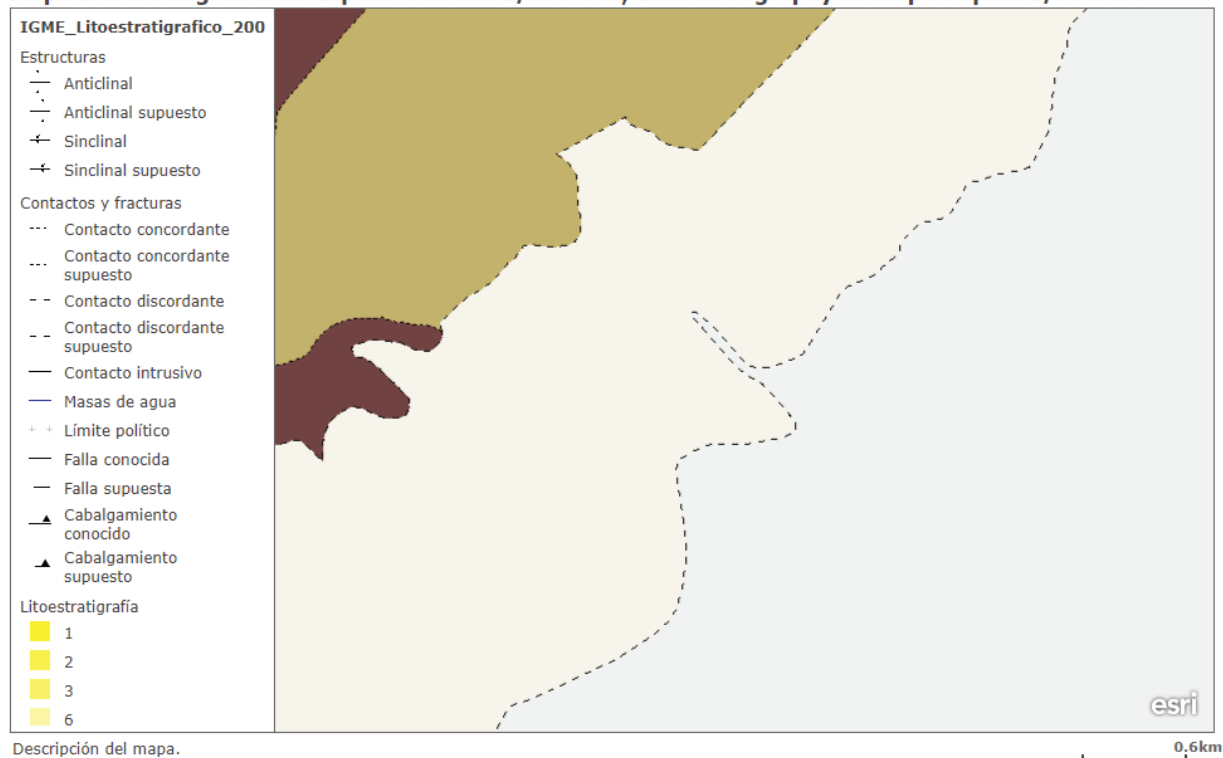 IGME_Litoestratigrafico_200
Estructuras
Anticlinal
Anticlinal supuesto
Sinclinal
Sinclinal supuesto
Contactos y fracturas
Contacto concordante
Contacto concordante
supuesto
Contacto discordante
Contacto discordante
supuesto
Contacto intrusivo
Masas de agua
Límite político
Falla conocida
Falla supuesta
Cabalgamiento
conocido
Cabalgamiento
supuesto
Litoestratigrafía
1
2
3
6
esri
Descripción del mapa.
0.6km